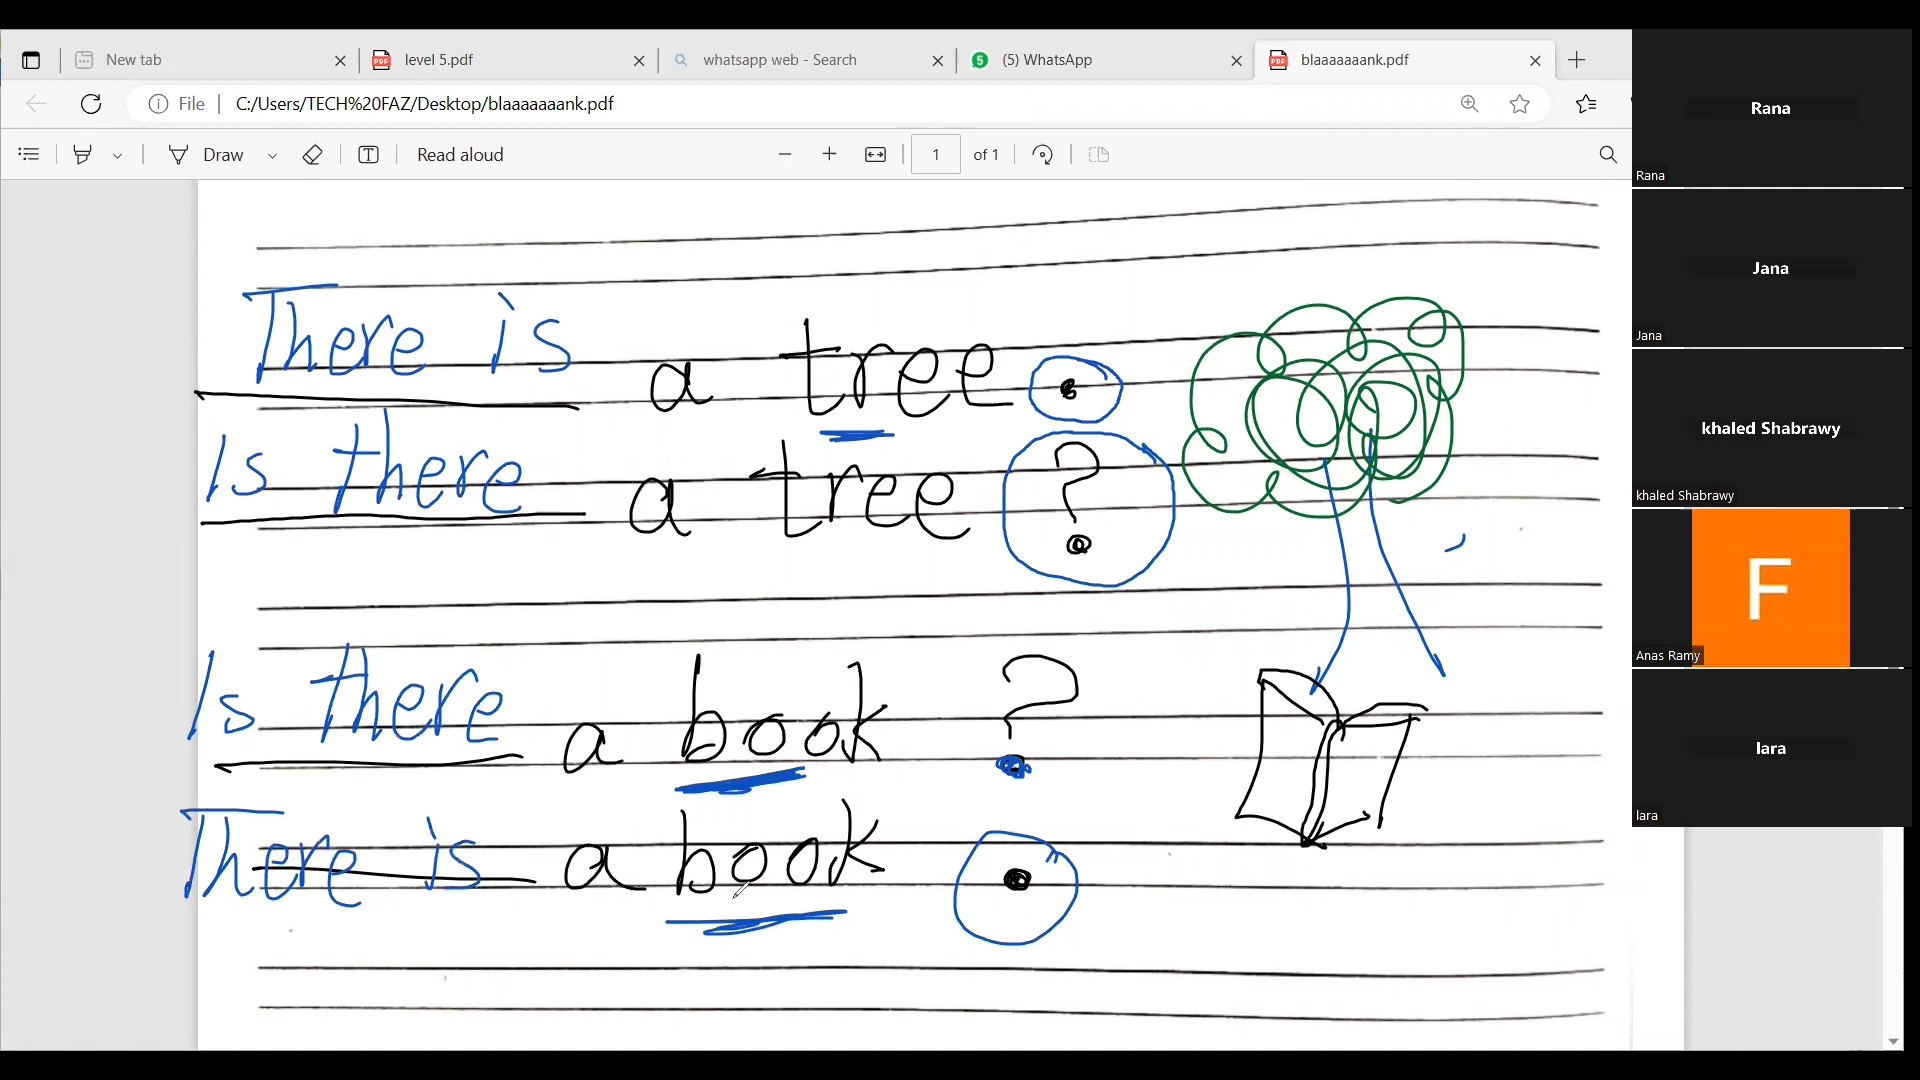 New tab
level 5.pdf
whatsapp web - Search
5 (5) WhatsApp
PDF blaaaaaaank.pdf
File C:/Users/TECH%20FAZ/Desktop/blaaaaaaank.pdf
Draw
Read aloud
1 of 1
There is a tree.
Is there a tree?
Is there a book?
There is a book.
Rana
Rana
Jana
Jana
khaled Shabrawy
khaled Shabrawy
F
Anas Ramy
lara
lara